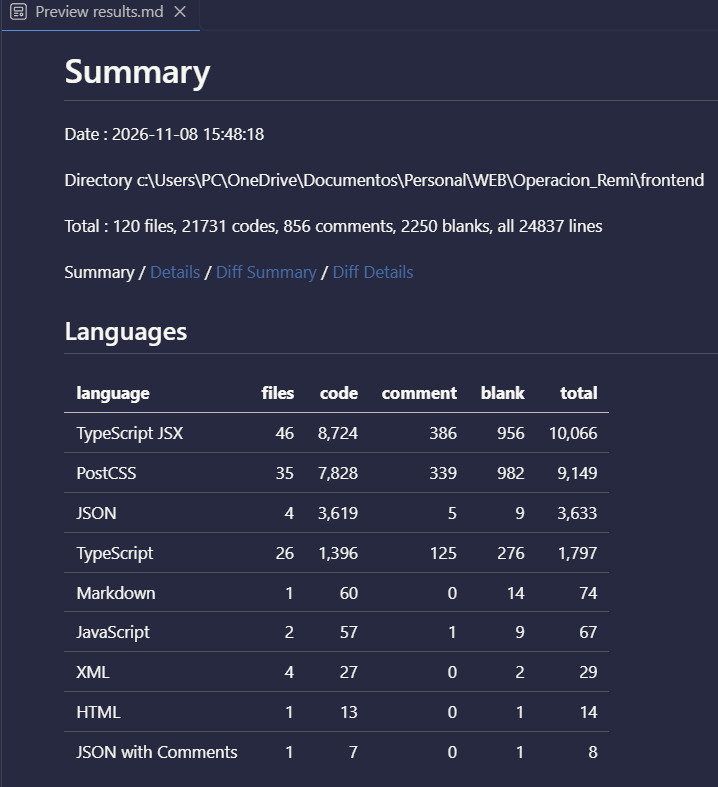 Preview results.md
Summary
Date : 2026-11-08 15:48:18
Directory c:\Users\PC\OneDrive\Documentos\Personal\WEB\Operacion_Remi\frontend
Total : 120 files, 21731 codes, 856 comments, 2250 blanks, all 24837 lines
Summary / Details / Diff Summary / Diff Details
Languages
language files code comment blank total
TypeScript JSX 46 8,724 386 956 10,066
PostCSS 35 7,828 339 982 9,149
JSON 4 3,619 5 9 3,633
TypeScript 26 1,396 125 276 1,797
Markdown 1 60 0 14 74
JavaScript 2 57 1 9 67
XML 4 27 0 2 29
HTML 1 13 0 1 14
JSON with Comments 1 7 0 1 8